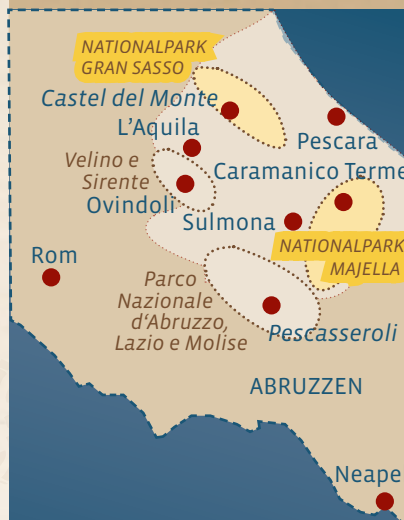 NATIONALPARK
GRAN SASSO
Castel del Monte
L'Aquila
Pescara
Velino e
Sirente
Caramanico Terme
Ovindoli
Sulmona
Rom
NATIONALPARK
MAJELLA
Parco
Nazionale
d'Abruzzo,
Lazio e Molise
Pescasseroli
ABRUZZEN
Neape